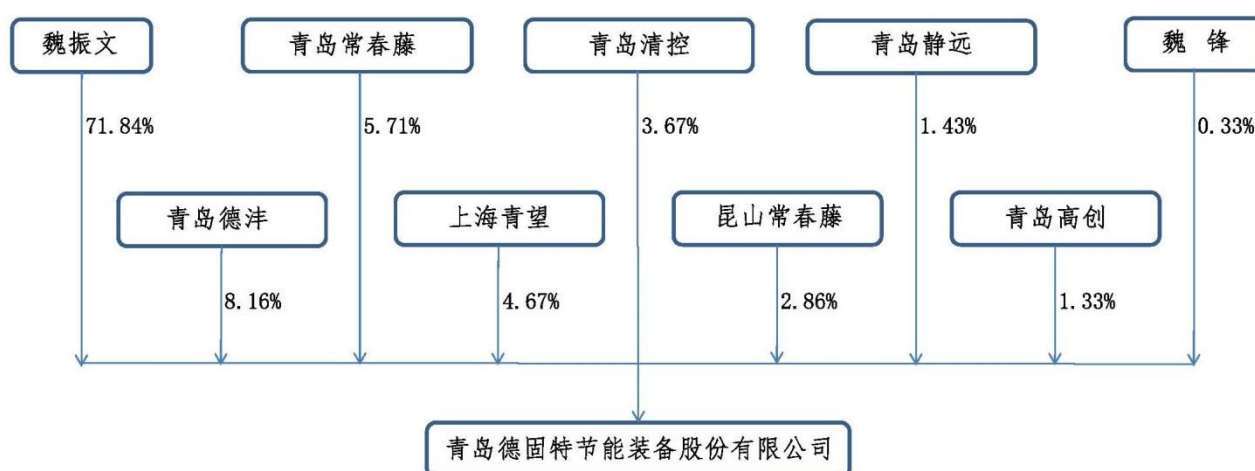 魏振文
青岛常春藤
青岛清控
青岛静远
魏 锋
71.84%
5.71%
3.67%
1.43%
0.33%
青岛德沣
上海青望
昆山常春藤
青岛高创
8.16%
4.67%
2.86%
1.33%
青岛德固特节能装备股份有限公司